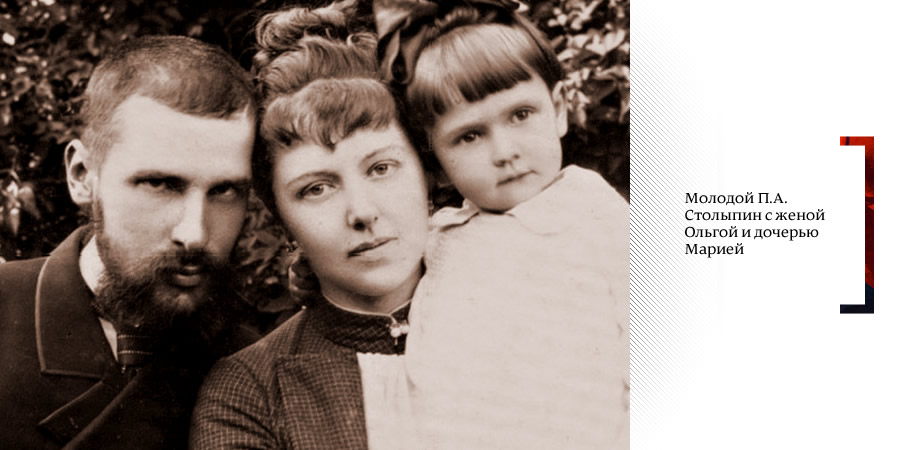 Молодой П.А.
Столыпин с женой
Ольгой и дочерью
Марией